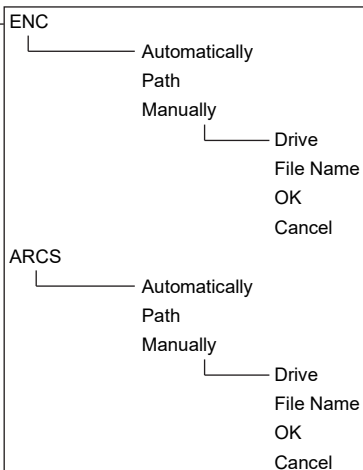 ENC
Automatically
Path
Manually
Drive
File Name
OK
Cancel
ARCS
Automatically
Path
Manually
Drive
File Name
OK
Cancel